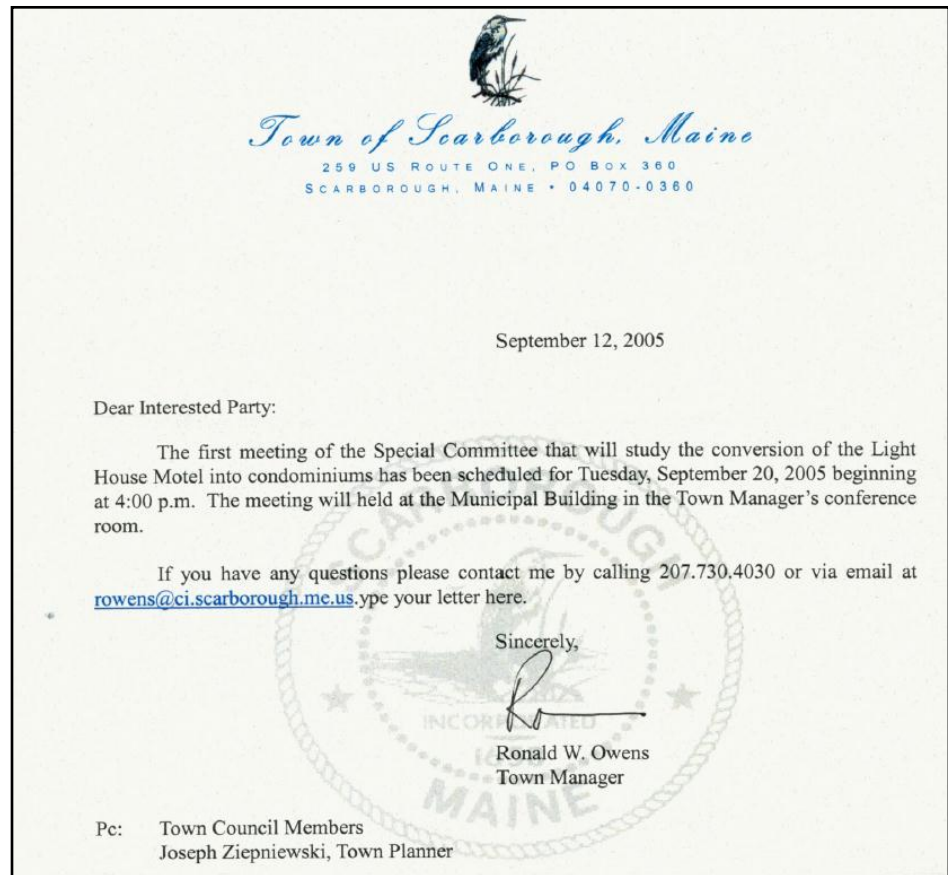 Town of Scarborough, Maine
259 US ROUTE ONE, PO BOX 360
SCARBOROUGH, MAINE • 04070-0360
September 12, 2005
Dear Interested Party:
The first meeting of the Special Committee that will study the conversion of the Light
House Motel into condominiums has been scheduled for Tuesday, September 20, 2005 beginning
at 4:00 p.m. The meeting will held at the Municipal Building in the Town Manager's conference
room.
If you have any questions please contact me by calling 207.730.4030 or via email at
rowens@ci.scarborough.me.us.ype your letter here.
Sincerely,
Ronald W. Owens
Town Manager
Pc: Town Council Members
Joseph Ziepniewski, Town Planner
SCARBOROUGH
INCORPORATED
MAINE